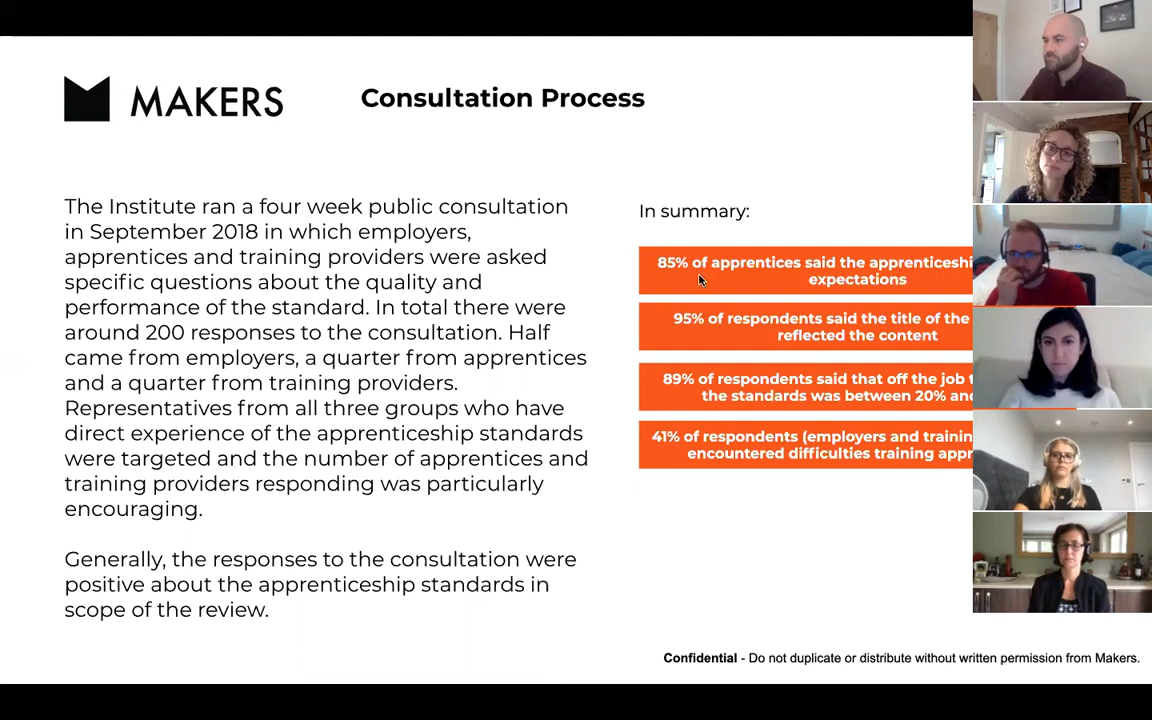 MAKERS
Consultation Process
The Institute ran a four week public consultation
in September 2018 in which employers,
apprentices and training providers were asked
specific questions about the quality and
performance of the standard. In total there were
around 200 responses to the consultation. Half
came from employers, a quarter from apprentices
and a quarter from training providers.
Representatives from all three groups who have
direct experience of the apprenticeship standards
were targeted and the number of apprentices and
training providers responding was particularly
encouraging.
Generally, the responses to the consultation were
positive about the apprenticeship standards in
scope of the review.
In summary:
85% of apprentices said the apprenticeshi
expectations
95% of respondents said the title of the
reflected the content
89% of respondents said that off the job t
the standards was between 20% and
41% of respondents (employers and trainin
encountered difficulties training appr
Confidential - Do not duplicate or distribute without written permission from Makers.